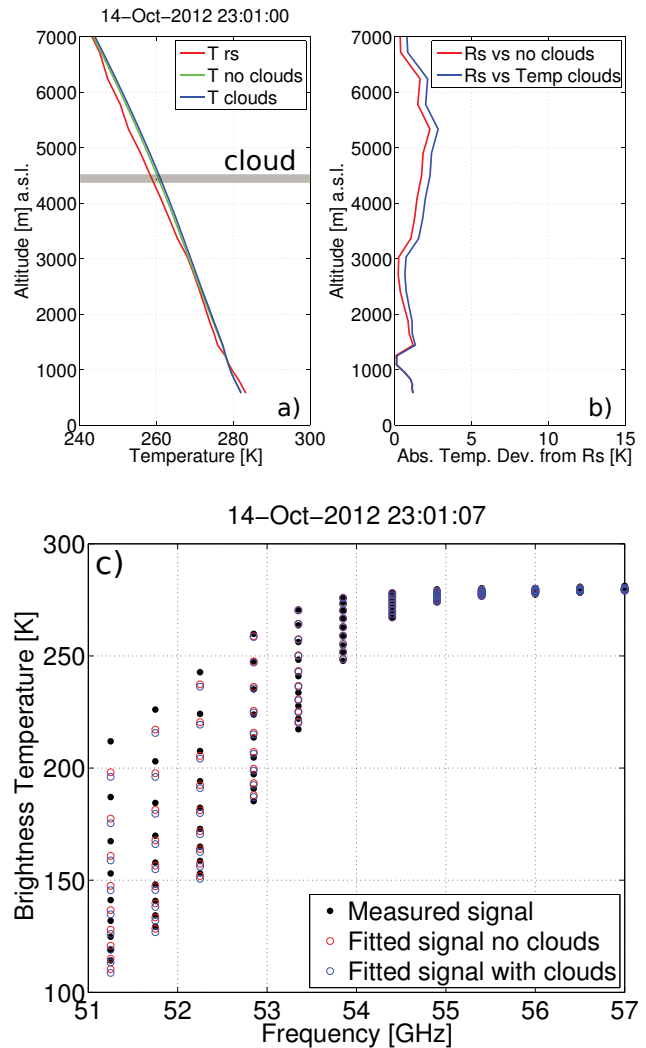 14−Oct−2012 23:01:00
7000
6000
5000
4000
3000
2000
1000
0
Altitude [m] a.s.l.
T rs
T no clouds
T clouds
cloud
a)
240 260 280 300
Temperature [K]
7000
6000
5000
4000
3000
2000
1000
0
Altitude [m] a.s.l.
Rs vs no clouds
Rs vs Temp clouds
b)
0 5 10 15
Abs. Temp. Dev. from Rs [K]
14−Oct−2012 23:01:07
c)
300
250
200
150
100
Brightness Temperature [K]
Measured signal
Fitted signal no clouds
Fitted signal with clouds
51 52 53 54 55 56 57
Frequency [GHz]